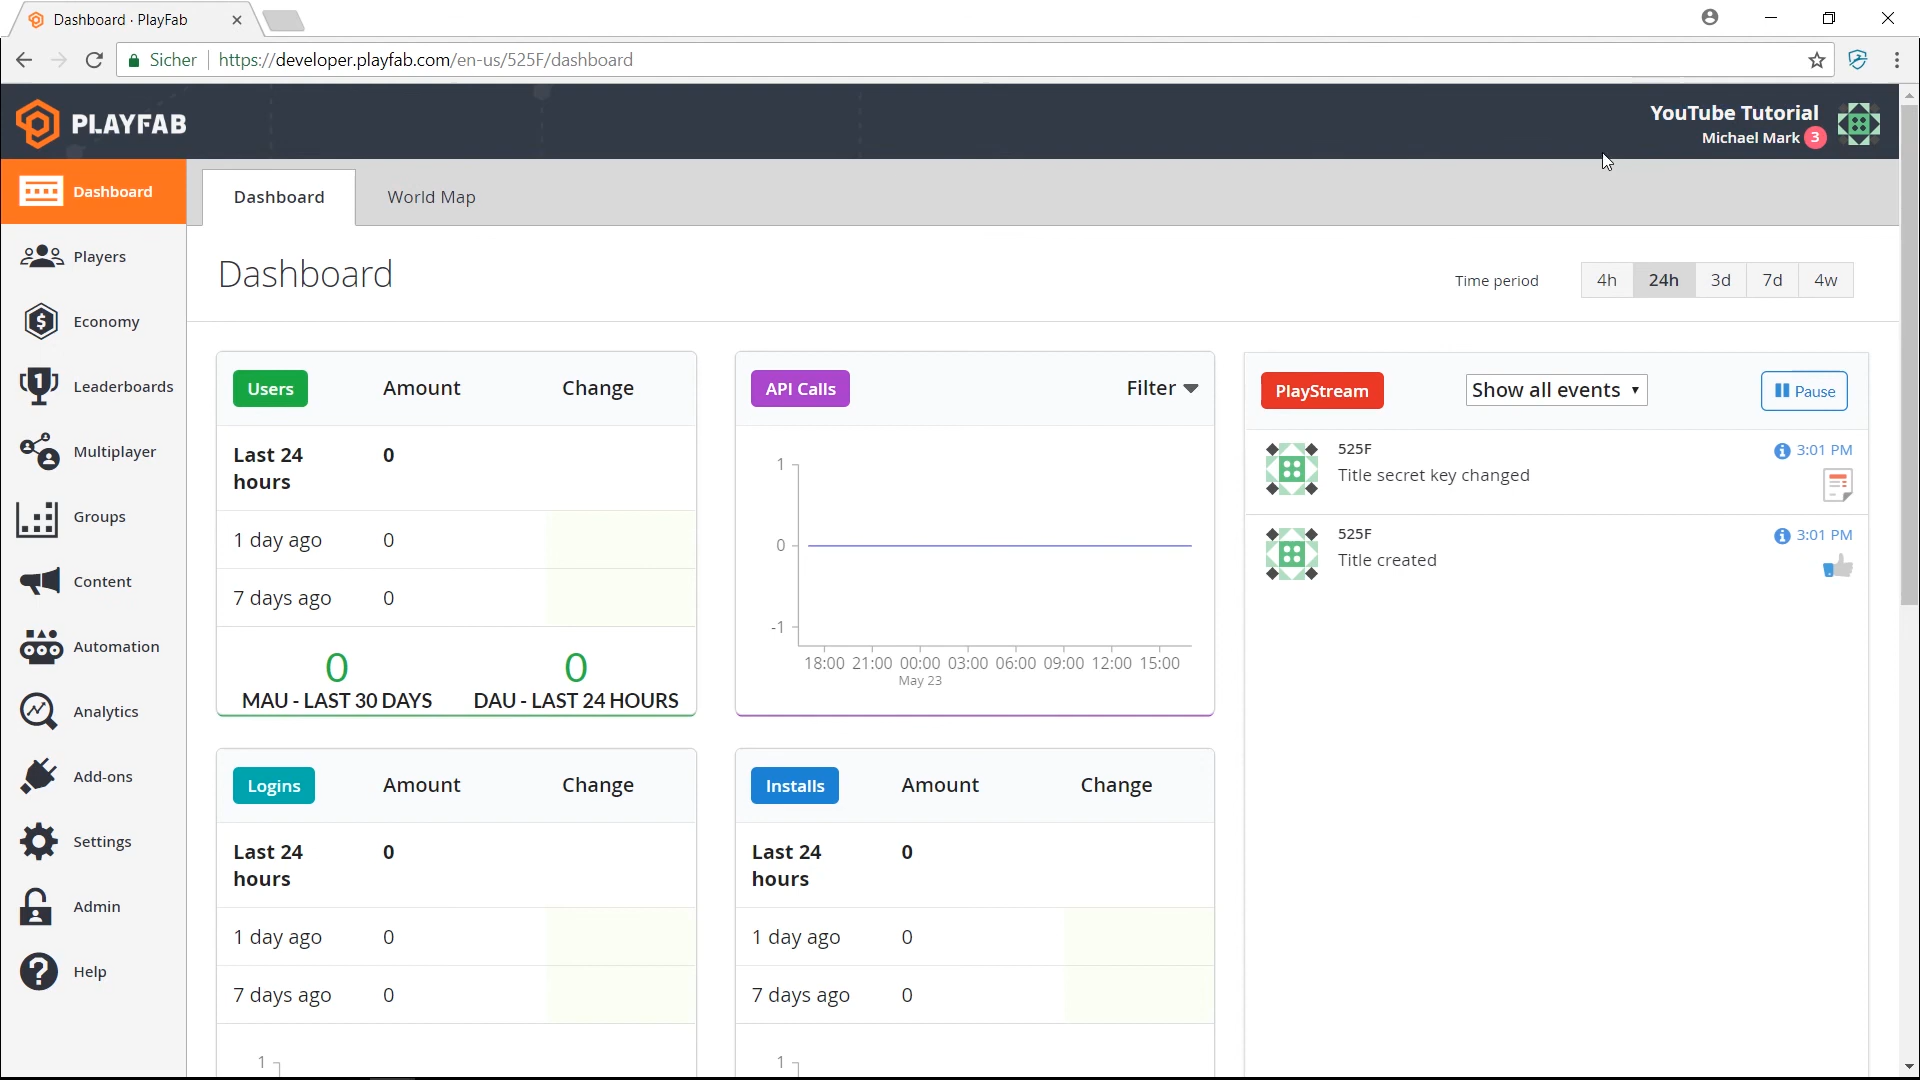 Dashboard · PlayFab
Sicher
https://developer.playfab.com/en-us/525F/dashboard
PLAYFAB
YouTube Tutorial
Michael Mark 3
Dashboard
Players
Economy
Leaderboards
Multiplayer
Groups
Content
Automation
Analytics
Add-ons
Settings
Admin
Help
Dashboard World Map
Dashboard
Time period 4h 24h 3d 7d 4w
Users Amount Change
Last 24 hours 0
1 day ago 0
7 days ago 0
0 0
MAU - LAST 30 DAYS DAU - LAST 24 HOURS
API Calls Filter
1
0
-1
18:00 21:00 00:00 03:00 06:00 09:00 12:00 15:00
May 23
PlayStream Show all events Pause
525F 3:01 PM
Title secret key changed
525F 3:01 PM
Title created
Logins Amount Change
Last 24 hours 0
1 day ago 0
7 days ago 0
1
Installs Amount Change
Last 24 hours 0
1 day ago 0
7 days ago 0
1